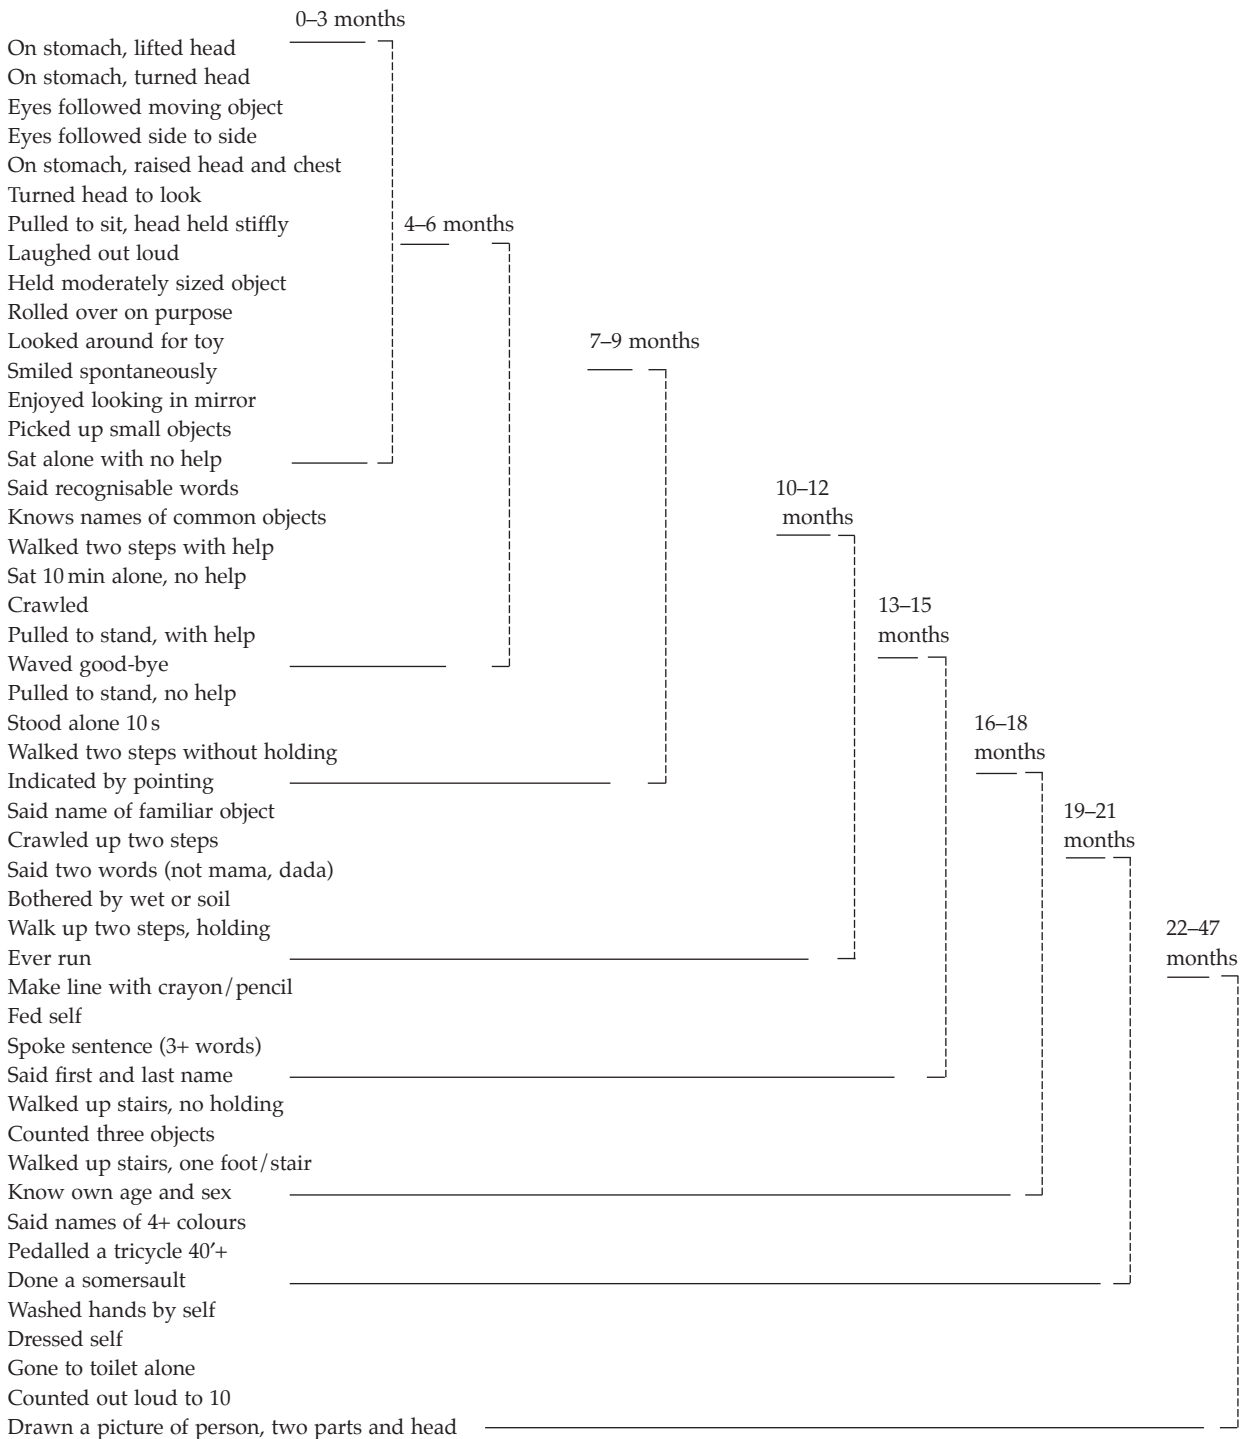 0–3 months
On stomach, lifted head
On stomach, turned head
Eyes followed moving object
Eyes followed side to side
On stomach, raised head and chest
Turned head to look
Pulled to sit, head held stiffly
4–6 months
Laughed out loud
Held moderately sized object
Rolled over on purpose
Looked around for toy
7–9 months
Smiled spontaneously
Enjoyed looking in mirror
Picked up small objects
Sat alone with no help
Said recognisable words
10–12
Knows names of common objects
months
Walked two steps with help
Sat 10 min alone, no help
Crawled
13–15
Pulled to stand, with help
months
Waved good-bye
Pulled to stand, no help
Stood alone 10 s
16–18
Walked two steps without holding
months
Indicated by pointing
Said name of familiar object
19–21
Crawled up two steps
months
Said two words (not mama, dada)
Bothered by wet or soil
Walk up two steps, holding
22–47
Ever run
months
Make line with crayon/pencil
Fed self
Spoke sentence (3+ words)
Said first and last name
Walked up stairs, no holding
Counted three objects
Walked up stairs, one foot/stair
Know own age and sex
Said names of 4+ colours
Pedalled a tricycle 40′+
Done a somersault
Washed hands by self
Dressed self
Gone to toilet alone
Counted out loud to 10
Drawn a picture of person, two parts and head